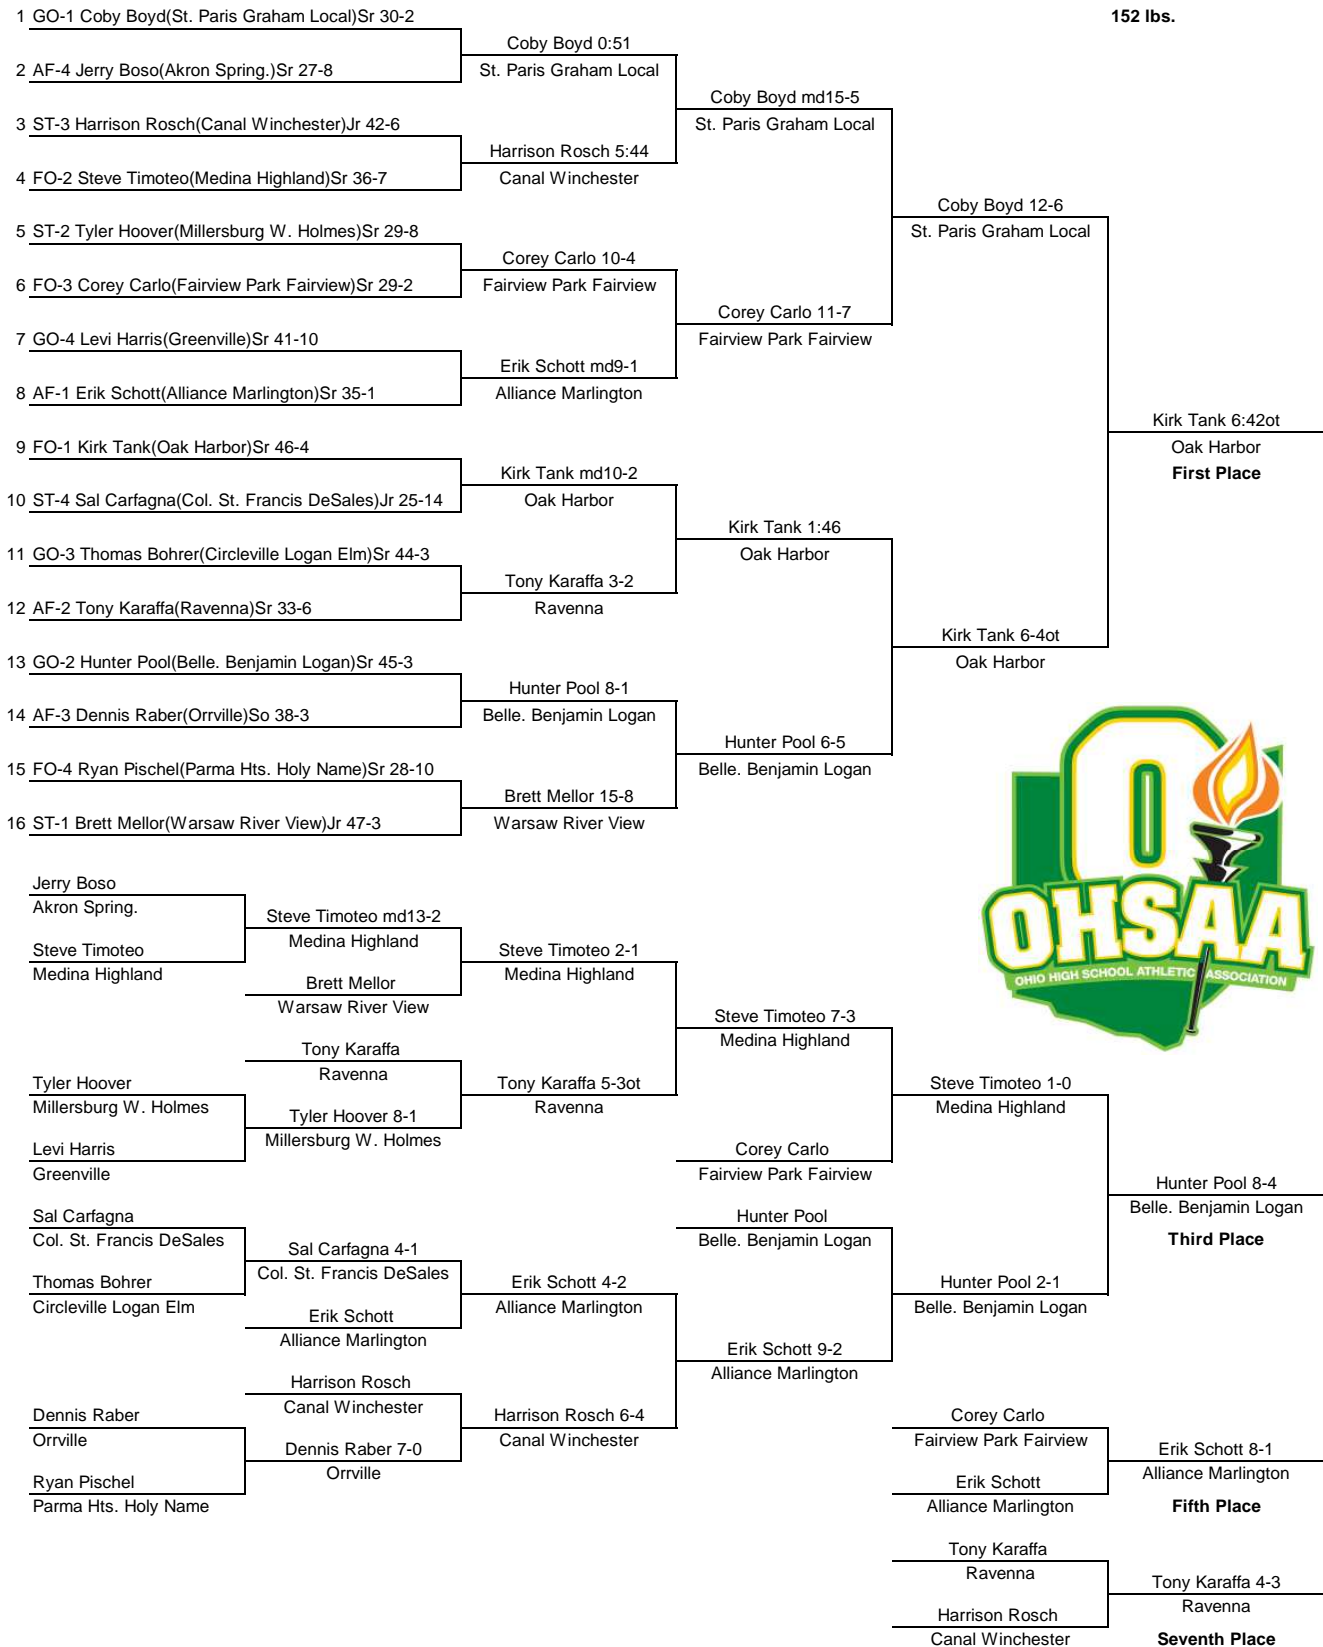 152 lbs.
1 GO-1 Coby Boyd(St. Paris Graham Local)Sr 30-2
2 AF-4 Jerry Boso(Akron Spring.)Sr 27-8
3 ST-3 Harrison Rosch(Canal Winchester)Jr 42-6
4 FO-2 Steve Timoteo(Medina Highland)Sr 36-7
5 ST-2 Tyler Hoover(Millersburg W. Holmes)Sr 29-8
6 FO-3 Corey Carlo(Fairview Park Fairview)Sr 29-2
7 GO-4 Levi Harris(Greenville)Sr 41-10
8 AF-1 Erik Schott(Alliance Marlington)Sr 35-1
9 FO-1 Kirk Tank(Oak Harbor)Sr 46-4
10 ST-4 Sal Carfagna(Col. St. Francis DeSales)Jr 25-14
11 GO-3 Thomas Bohrer(Circleville Logan Elm)Sr 44-3
12 AF-2 Tony Karaffa(Ravenna)Sr 33-6
13 GO-2 Hunter Pool(Belle. Benjamin Logan)Sr 45-3
14 AF-3 Dennis Raber(Orrville)So 38-3
15 FO-4 Ryan Pischel(Parma Hts. Holy Name)Sr 28-10
16 ST-1 Brett Mellor(Warsaw River View)Jr 47-3
Coby Boyd 0:51
St. Paris Graham Local
Harrison Rosch 5:44
Canal Winchester
Corey Carlo 10-4
Fairview Park Fairview
Erik Schott md9-1
Alliance Marlington
Kirk Tank md10-2
Oak Harbor
Tony Karaffa 3-2
Ravenna
Hunter Pool 8-1
Belle. Benjamin Logan
Brett Mellor 15-8
Warsaw River View
Coby Boyd md15-5
St. Paris Graham Local
Corey Carlo 11-7
Fairview Park Fairview
Kirk Tank 1:46
Oak Harbor
Hunter Pool 6-5
Belle. Benjamin Logan
Coby Boyd 12-6
St. Paris Graham Local
Kirk Tank 6-4ot
Oak Harbor
Kirk Tank 6:42ot
Oak Harbor
First Place
O
OHSAA
OHIO HIGH SCHOOL ATHLETIC ASSOCIATION
Jerry Boso
Akron Spring.
Steve Timoteo
Medina Highland
Tyler Hoover
Millersburg W. Holmes
Levi Harris
Greenville
Sal Carfagna
Col. St. Francis DeSales
Thomas Bohrer
Circleville Logan Elm
Dennis Raber
Orrville
Ryan Pischel
Parma Hts. Holy Name
Steve Timoteo md13-2
Medina Highland
Brett Mellor
Warsaw River View
Tony Karaffa
Ravenna
Tyler Hoover 8-1
Millersburg W. Holmes
Sal Carfagna 4-1
Col. St. Francis DeSales
Erik Schott
Alliance Marlington
Harrison Rosch
Canal Winchester
Dennis Raber 7-0
Orrville
Steve Timoteo 2-1
Medina Highland
Tony Karaffa 5-3ot
Ravenna
Erik Schott 4-2
Alliance Marlington
Harrison Rosch 6-4
Canal Winchester
Steve Timoteo 7-3
Medina Highland
Corey Carlo
Fairview Park Fairview
Hunter Pool
Belle. Benjamin Logan
Erik Schott 9-2
Alliance Marlington
Steve Timoteo 1-0
Medina Highland
Hunter Pool 2-1
Belle. Benjamin Logan
Hunter Pool 8-4
Belle. Benjamin Logan
Third Place
Corey Carlo
Fairview Park Fairview
Erik Schott
Alliance Marlington
Erik Schott 8-1
Alliance Marlington
Fifth Place
Tony Karaffa
Ravenna
Harrison Rosch
Canal Winchester
Tony Karaffa 4-3
Ravenna
Seventh Place